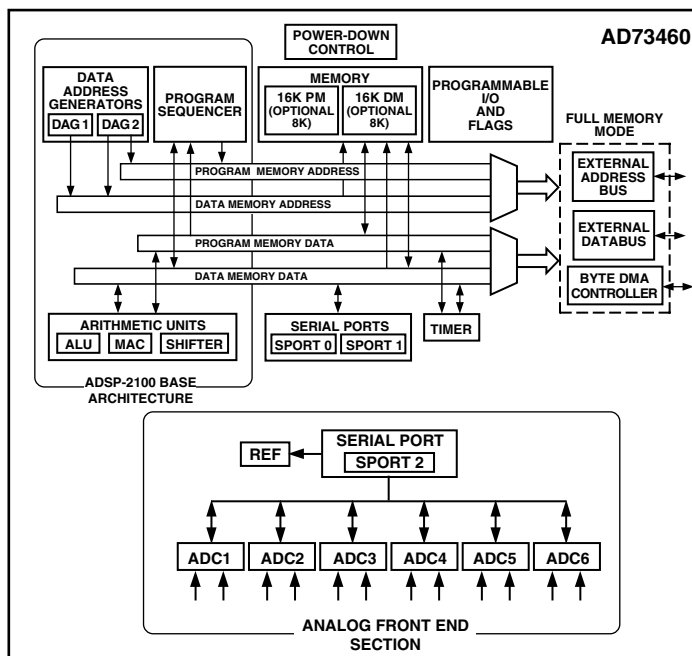 AD73460
POWER-DOWN
CONTROL
DATA
ADDRESS
GENERATORS
DAG 1
DAG 2
PROGRAM
SEQUENCER
MEMORY
16K PM
(OPTIONAL
8K)
16K DM
(OPTIONAL
8K)
PROGRAMMABLE
I/O
AND
FLAGS
FULL MEMORY
MODE
EXTERNAL
ADDRESS
BUS
EXTERNAL
DATABUS
BYTE DMA
CONTROLLER
PROGRAM MEMORY ADDRESS
DATA MEMORY ADDRESS
PROGRAM MEMORY DATA
DATA MEMORY DATA
ARITHMETIC UNITS
ALU
MAC
SHIFTER
SERIAL PORTS
SPORT 0
SPORT 1
TIMER
ADSP-2100 BASE
ARCHITECTURE
REF
SERIAL PORT
SPORT 2
ADC1
ADC2
ADC3
ADC4
ADC5
ADC6
ANALOG FRONT END
SECTION